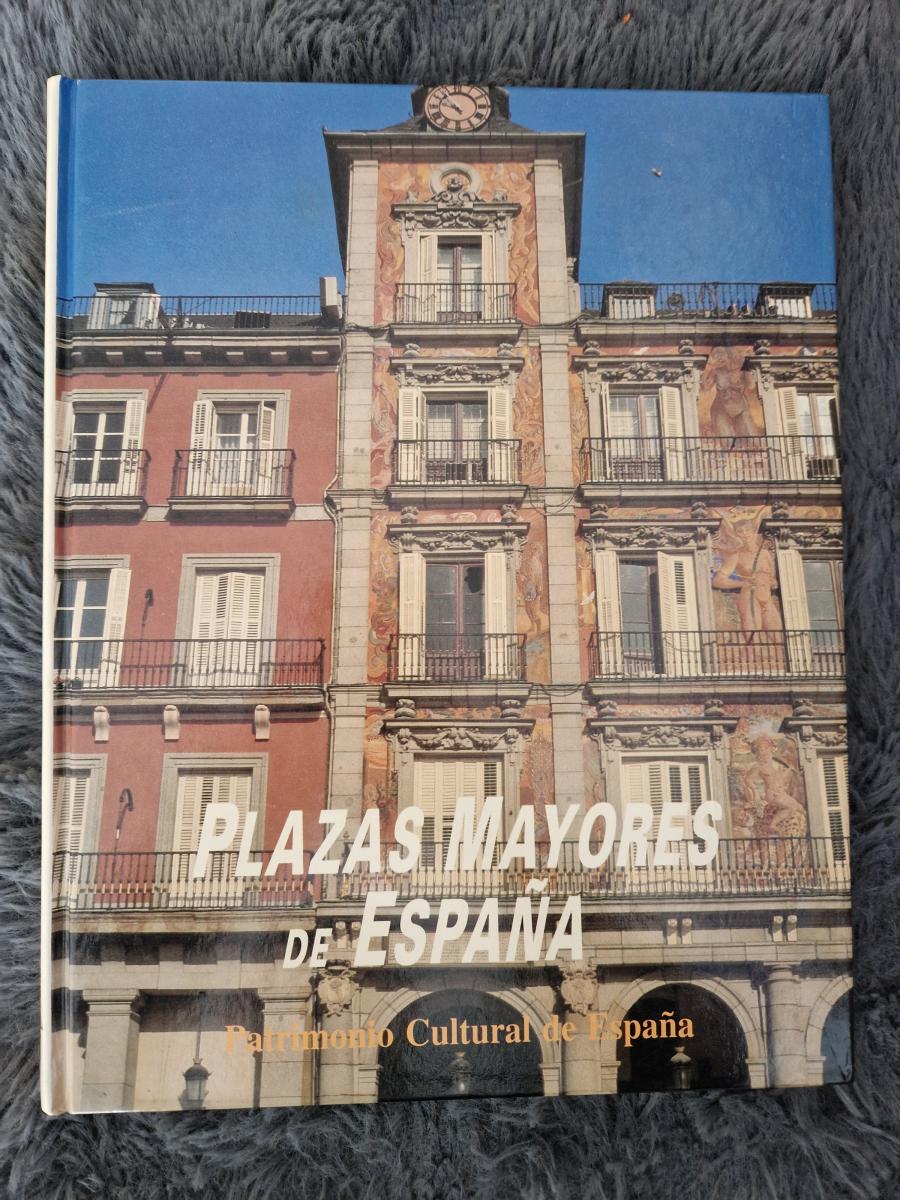 PLAZAS MAYORES
DE ESPAÑA
Patrimonio Cultural de España